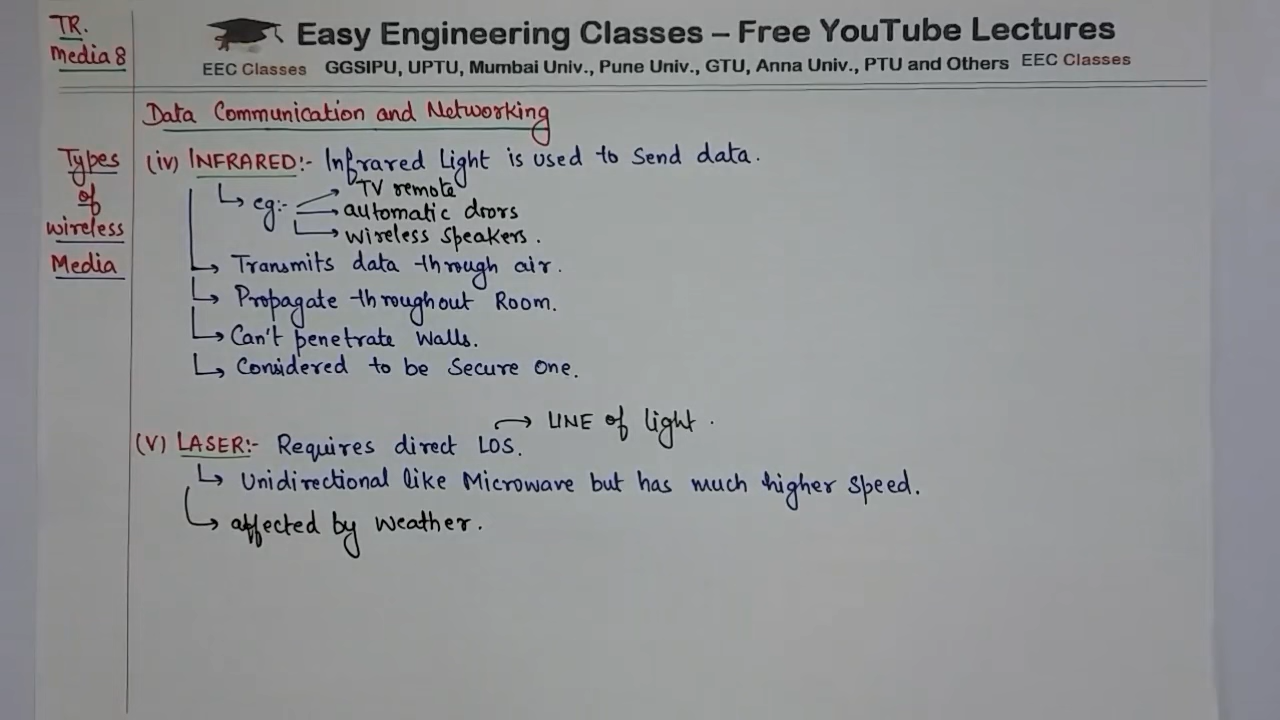 TR.
Media 8
Easy Engineering Classes – Free YouTube Lectures
EEC Classes GGSIPU, UPTU, Mumbai Univ., Pune Univ., GTU, Anna Univ., PTU and Others EEC Classes
Data Communication and Networking
Types
of
wireless
Media
(iv) INFRARED:- Infrared Light is used to send data.
eg:- TV remote
automatic doors
wireless speakers.
Transmits data through air.
Propagate throughout Room.
Can't penetrate walls.
Considered to be Secure one.
LINE of light.
(V) LASER:- Requires direct LOS.
Unidirectional like Microwave but has much higher speed.
affected by weather.